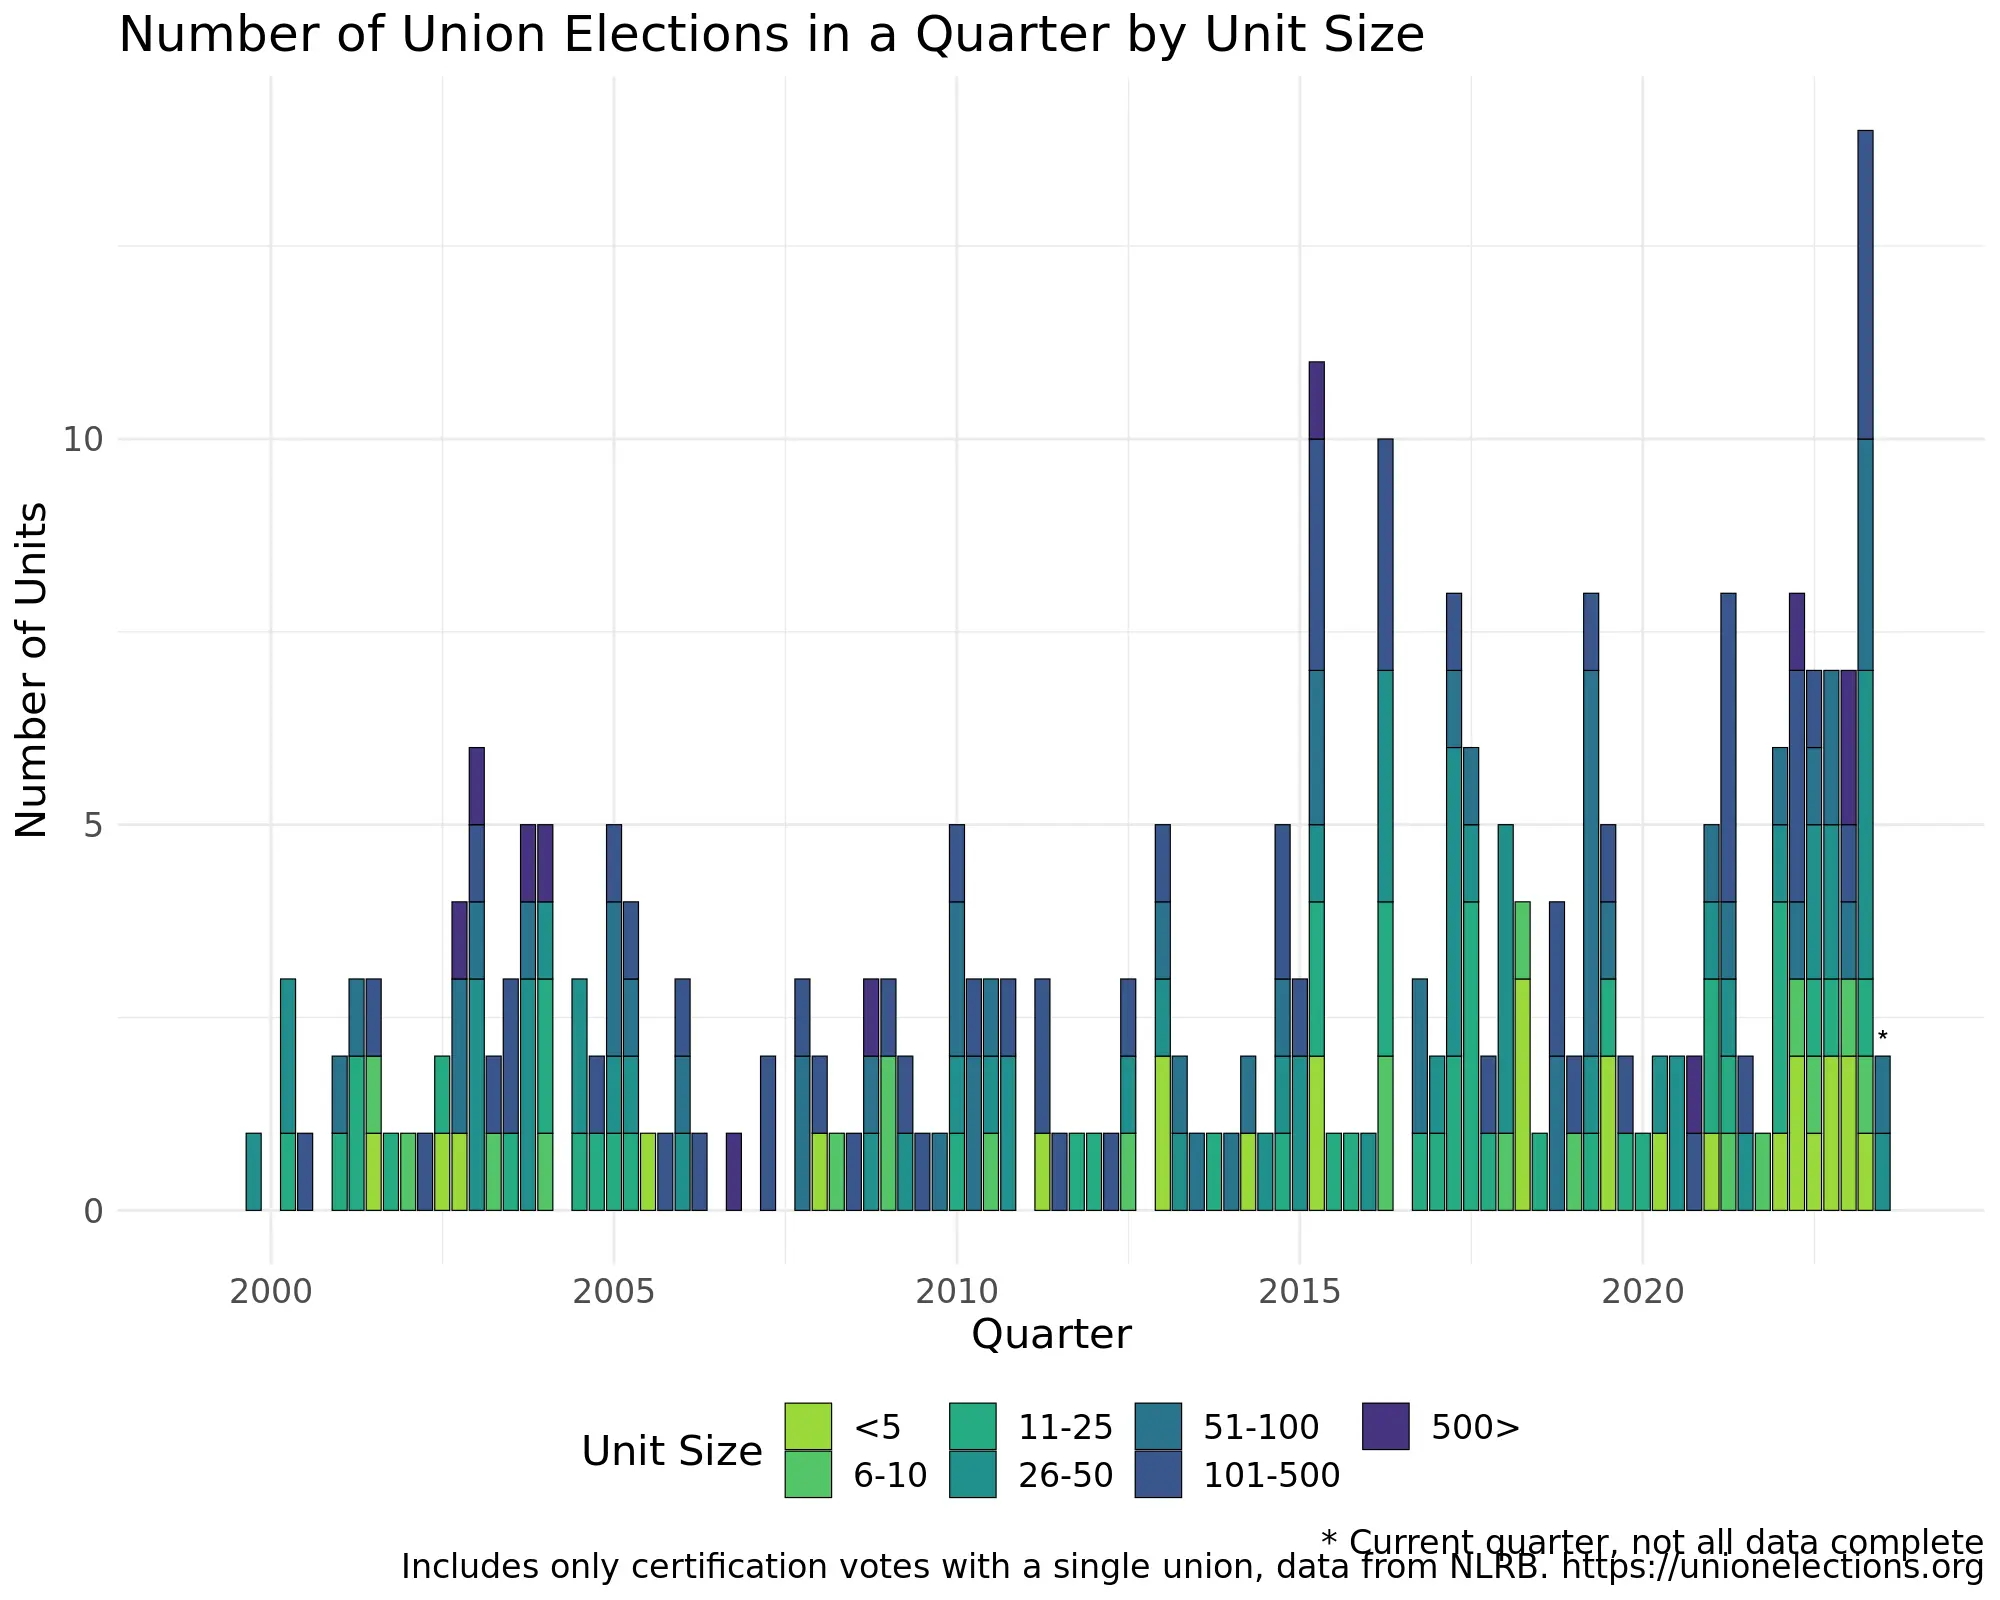 Number of Union Elections in a Quarter by Unit Size
Number of Units
10
5
0
*
2000 2005 2010 2015 2020
Quarter
Unit Size
<5 11-25 51-100 500>
6-10 26-50 101-500
* Current quarter, not all data complete
Includes only certification votes with a single union, data from NLRB. https://unionelections.org